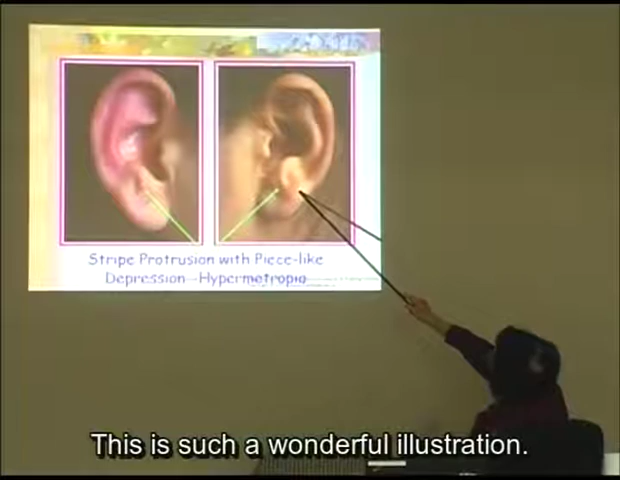 Stripe Protrusion with Piece-like
Depression—Hypermetropia
This is such a wonderful illustration.